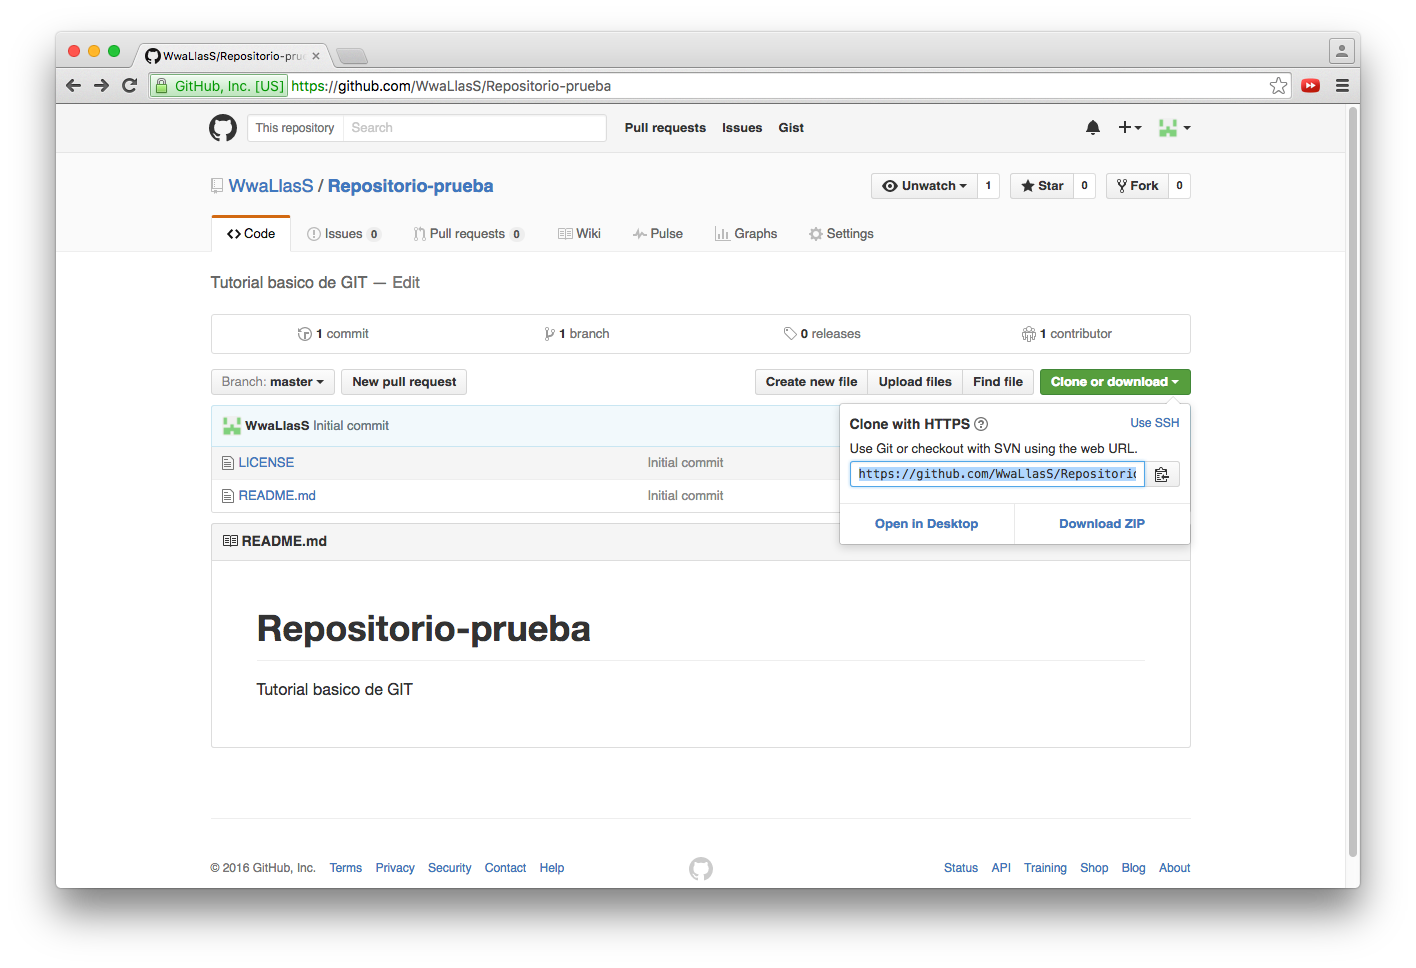 WwaLlasS/Repositorio-pru
GitHub, Inc. [US] https://github.com/WwaLlasS/Repositorio-prueba
This repository Search Pull requests Issues Gist
WwaLlasS / Repositorio-prueba Unwatch 1 Star 0 Fork 0
Code Issues 0 Pull requests 0 Wiki Pulse Graphs Settings
Tutorial basico de GIT — Edit
1 commit 1 branch 0 releases 1 contributor
Branch: master New pull request Create new file Upload files Find file Clone or download
WwaLlasS Initial commit
LICENSE Initial commit
README.md Initial commit
Clone with HTTPS ? Use SSH
Use Git or checkout with SVN using the web URL.
https://github.com/WwaLlasS/Repositorio
Open in Desktop Download ZIP
README.md
Repositorio-prueba
Tutorial basico de GIT
© 2016 GitHub, Inc. Terms Privacy Security Contact Help Status API Training Shop Blog About